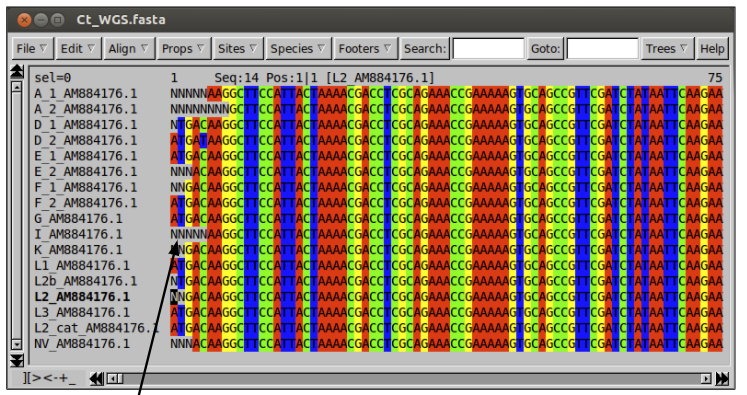 Ct_WGS.fasta
File Edit Align Props Sites Species Footers Search: Goto: Trees Help
sel=0 1 Seq:14 Pos:1|1 [L2_AM884176.1] 75
A_1_AM884176.1 NNNNNAAGGCTTCCATTACTAAAACGACCTCGCAGAAACCGAAAAAGTGCAGCCGTTCGATCTATAATTCAAGAA
A_2_AM884176.1 NNNNNNNNGCTTCCATTACTAAAACGACCTCGCAGAAACCGAAAAAGTGCAGCCGTTCGATCTATAATTCAAGAA
D_1_AM884176.1 NTGACAAGGCTTCCATTACTAAAACGACCTCGCAGAAACCGAAAAAGTGCAGCCGTTCGATCTATAATTCAAGAA
D_2_AM884176.1 ATGATAAGGCTTCCATTACTAAAACGACCTCGCAGAAACCGAAAAAGTGCAGCCGTTCGATCTATAATTCAAGAA
E_1_AM884176.1 ATGACAAGGCTTCCATTACTAAAACGACCTCGCAGAAACCGAAAAAGTGCAGCCGTTCGATCTATAATTCAAGAA
E_2_AM884176.1 NNNACAAGGCTTCCATTACTAAAACGACCTCGCAGAAACCGAAAAAGTGCAGCCGTTCGATCTATAATTCAAGAA
F_1_AM884176.1 NNGACAAGGCTTCCATTACTAAAACGACCTCGCAGAAACCGAAAAAGTGCAGCCGTTCGATCTATAATTCAAGAA
F_2_AM884176.1 ATGACAAGGCTTCCATTACTAAAACGACCTCGCAGAAACCGAAAAAGTGCAGCCGTTCGATCTATAATTCAAGAA
G_AM884176.1 ATGACAAGGCTTCCATTACTAAAACGACCTCGCAGAAACCGAAAAAGTGCAGCCGTTCGATCTATAATTCAAGAA
I_AM884176.1 NNNNNAAGGCTTCCATTACTAAAACGACCTCGCAGAAACCGAAAAAGTGCAGCCGTTCGATCTATAATTCAAGAA
K_AM884176.1 NNGACAAGGCTTCCATTACTAAAACGACCTCGCAGAAACCGAAAAAGTGCAGCCGTTCGATCTATAATTCAAGAA
L1_AM884176.1 ATGACAAGGCTTCCATTACTAAAACGACCTCGCAGAAACCGAAAAAGTGCAGCCGTTCGATCTATAATTCAAGAA
L2b_AM884176.1 NTGACAAGGCTTCCATTACTAAAACGACCTCGCAGAAACCGAAAAAGTGCAGCCGTTCGATCTATAATTCAAGAA
L2_AM884176.1 NNGACAAGGCTTCCATTACTAAAACGACCTCGCAGAAACCGAAAAAGTGCAGCCGTTCGATCTATAATTCAAGAA
L3_AM884176.1 ATGACAAGGCTTCCATTACTAAAACGACCTCGCAGAAACCGAAAAAGTGCAGCCGTTCGATCTATAATTCAAGAA
L2_cat_AM884176.1 ATGACAAGGCTTCCATTACTAAAACGACCTCGCAGAAACCGAAAAAGTGCAGCCGTTCGATCTATAATTCAAGAA
NV_AM884176.1 NNNACAAGGCTTCCATTACTAAAACGACCTCGCAGAAACCGAAAAAGTGCAGCCGTTCGATCTATAATTCAAGAA
][><-+_